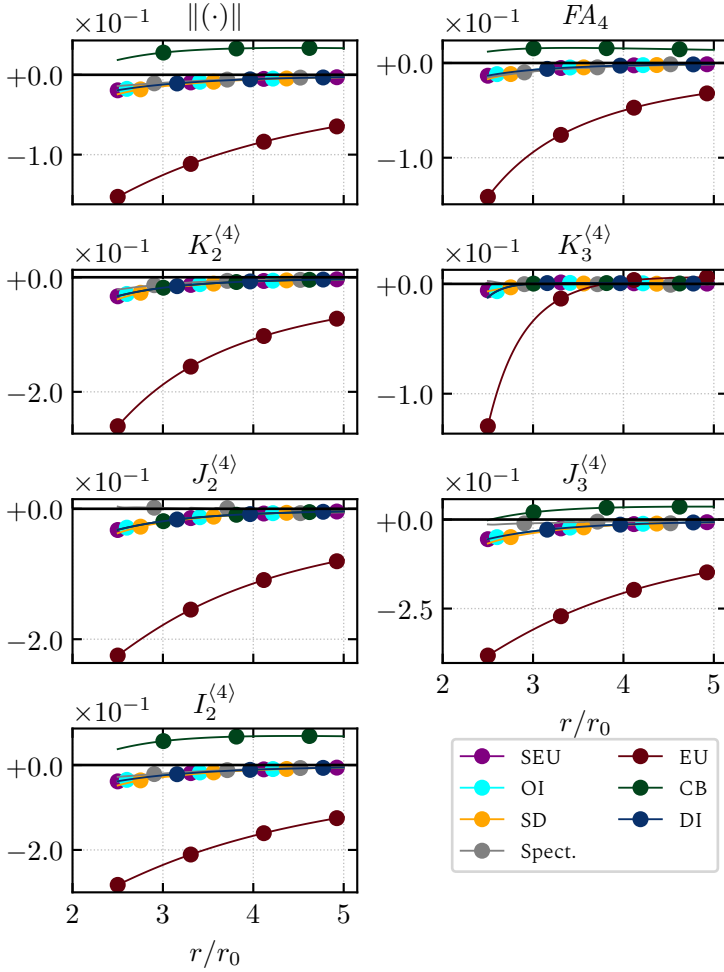 ‖(·)‖
×10⁻¹
+0.0
−1.0
FA₄
×10⁻¹
+0.0
−1.0
K₂⟨⁴⟩
×10⁻¹
+0.0
−2.0
K₃⟨⁴⟩
×10⁻¹
+0.0
−1.0
J₂⟨⁴⟩
×10⁻¹
+0.0
−2.0
J₃⟨⁴⟩
×10⁻¹
+0.0
−2.5
2 3 4 5
r/r₀
I₂⟨⁴⟩
×10⁻¹
+0.0
−2.0
2 3 4 5
r/r₀
SEU
OI
SD
Spect.
EU
CB
DI